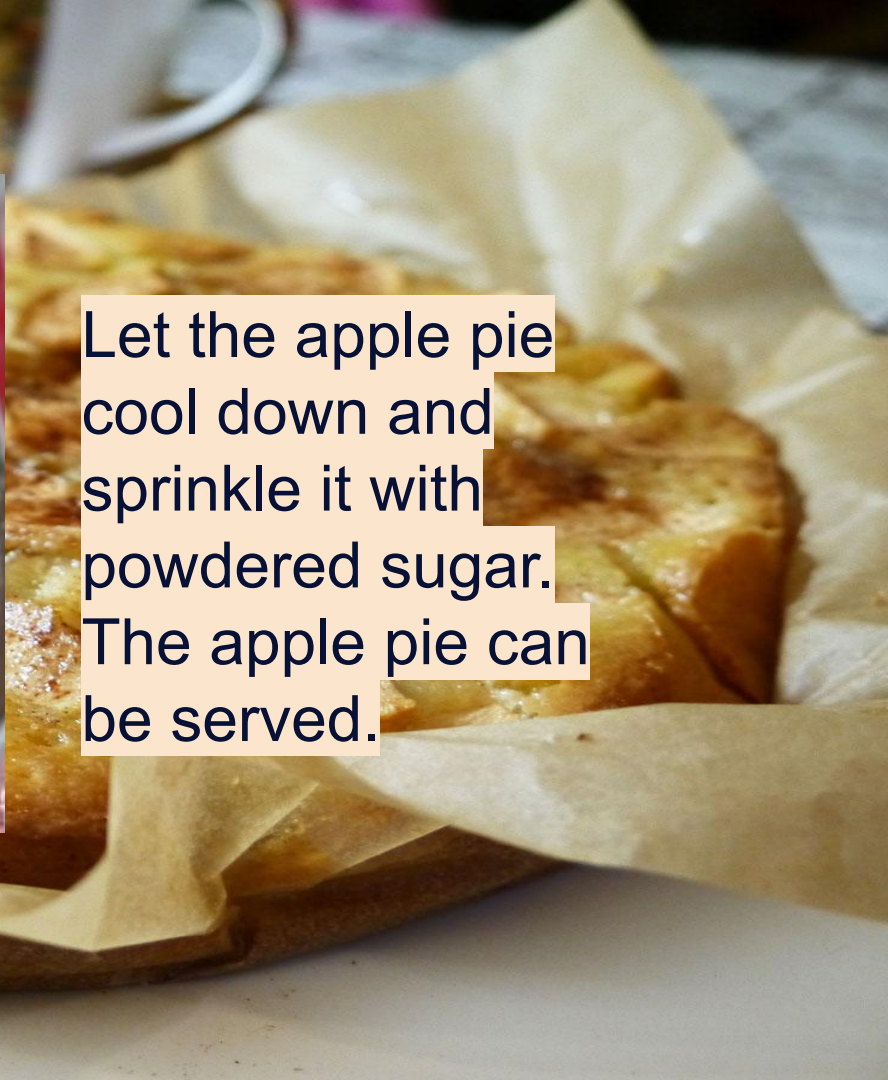 Let the apple pie
cool down and
sprinkle it with
powdered sugar.
The apple pie can
be served.